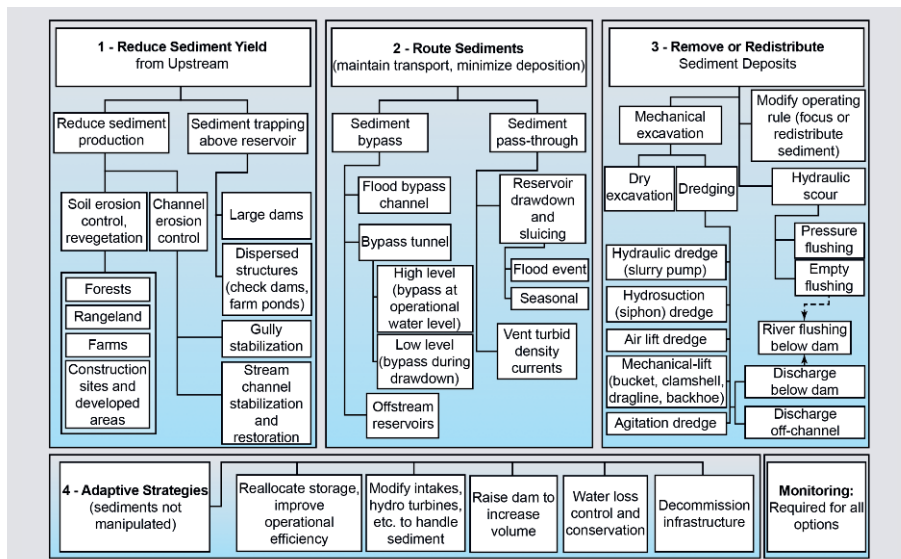 1 - Reduce Sediment Yield
from Upstream
Reduce sediment
production
Sediment trapping
above reservoir
Soil erosion
control,
revegetation
Channel
erosion
control
Large dams
Dispersed
structures
(check dams,
farm ponds)
Forests
Rangeland
Farms
Construction
sites and
developed
areas
Gully
stabilization
Stream
channel
stabilization
and
restoration
2 - Route Sediments
(maintain transport, minimize deposition)
Sediment
bypass
Sediment
pass-through
Flood bypass
channel
Bypass tunnel
High level
(bypass at
operational
water level)
Low level
(bypass during
drawdown)
Offstream
reservoirs
Reservoir
drawdown
and
sluicing
Flood event
Seasonal
Vent turbid
density
currents
3 - Remove or Redistribute
Sediment Deposits
Mechanical
excavation
Modify operating
rule (focus or
redistribute
sediment)
Dry
excavation
Dredging
Hydraulic
scour
Pressure
flushing
Empty
flushing
Hydraulic dredge
(slurry pump)
Hydrosuction
(siphon) dredge
Air lift dredge
Mechanical-lift
(bucket, clamshell,
dragline, backhoe)
Agitation dredge
River flushing
below dam
Discharge
below dam
Discharge
off-channel
4 - Adaptive Strategies
(sediments not
manipulated)
Reallocate storage,
improve
operational
efficiency
Modify intakes,
hydro turbines,
etc. to handle
sediment
Raise dam to
increase
volume
Water loss
control and
conservation
Decommission
infrastructure
Monitoring:
Required for all
options